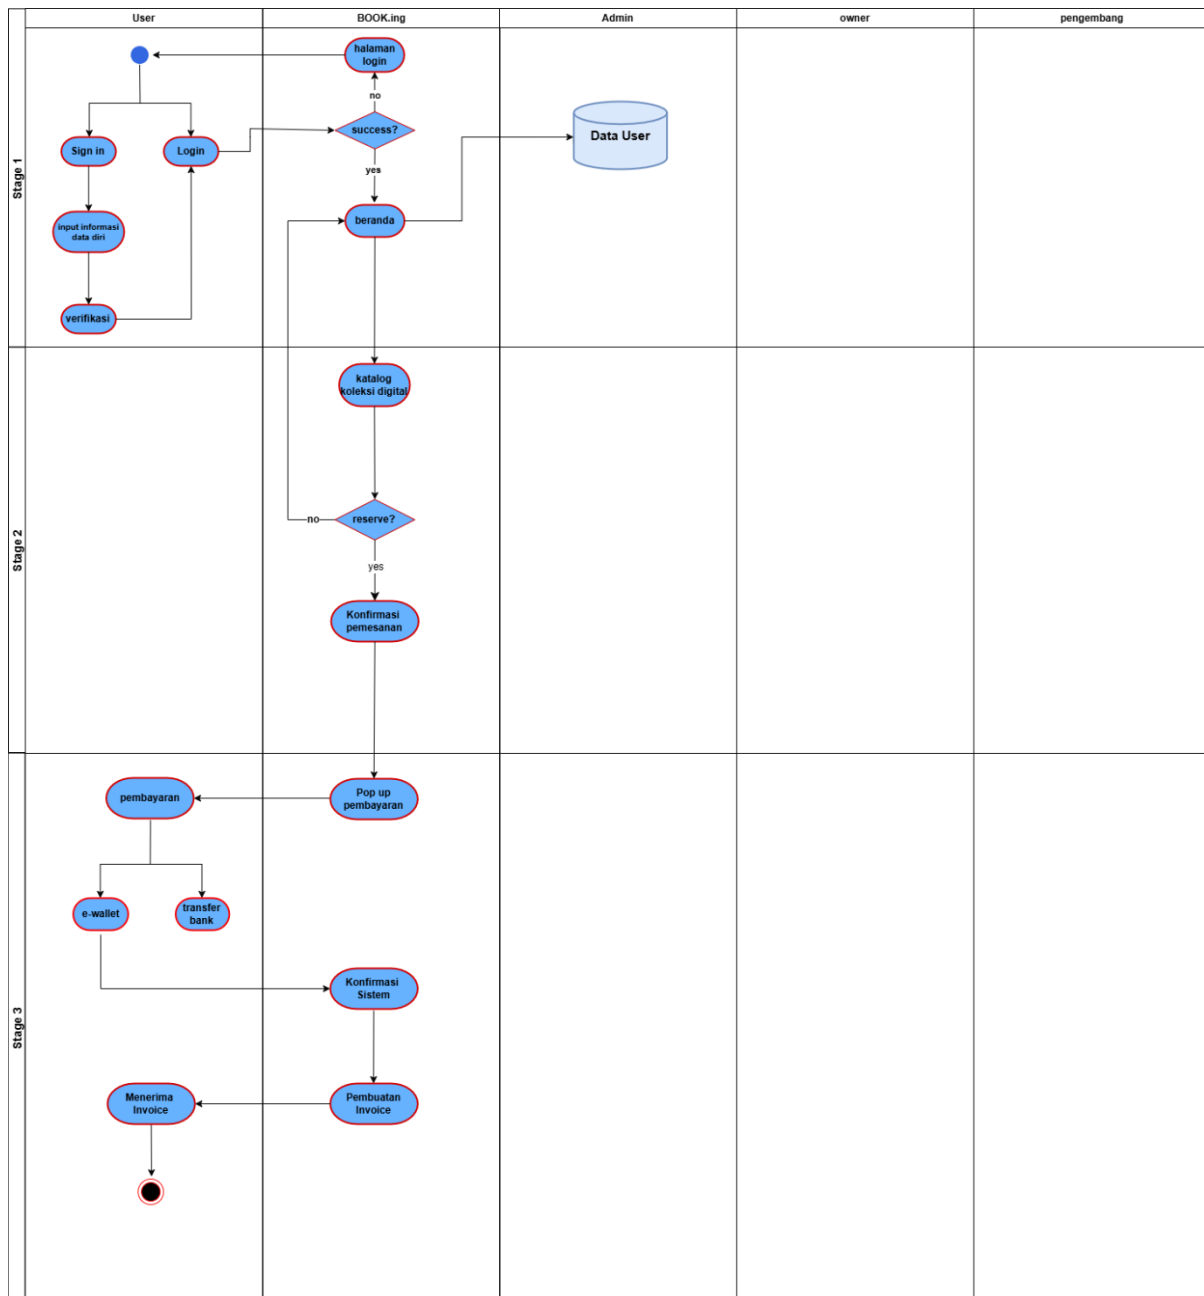 User
BOOK.ing
Admin
owner
pengembang
Stage 1
halaman
login
no
success?
Data User
Sign in
Login
yes
beranda
input informasi
data diri
verifikasi
Stage 2
katalog
koleksi digital
no
reserve?
yes
Konfirmasi
pemesanan
Stage 3
pembayaran
Pop up
pembayaran
e-wallet
transfer
bank
Konfirmasi
Sistem
Menerima
Invoice
Pembuatan
Invoice